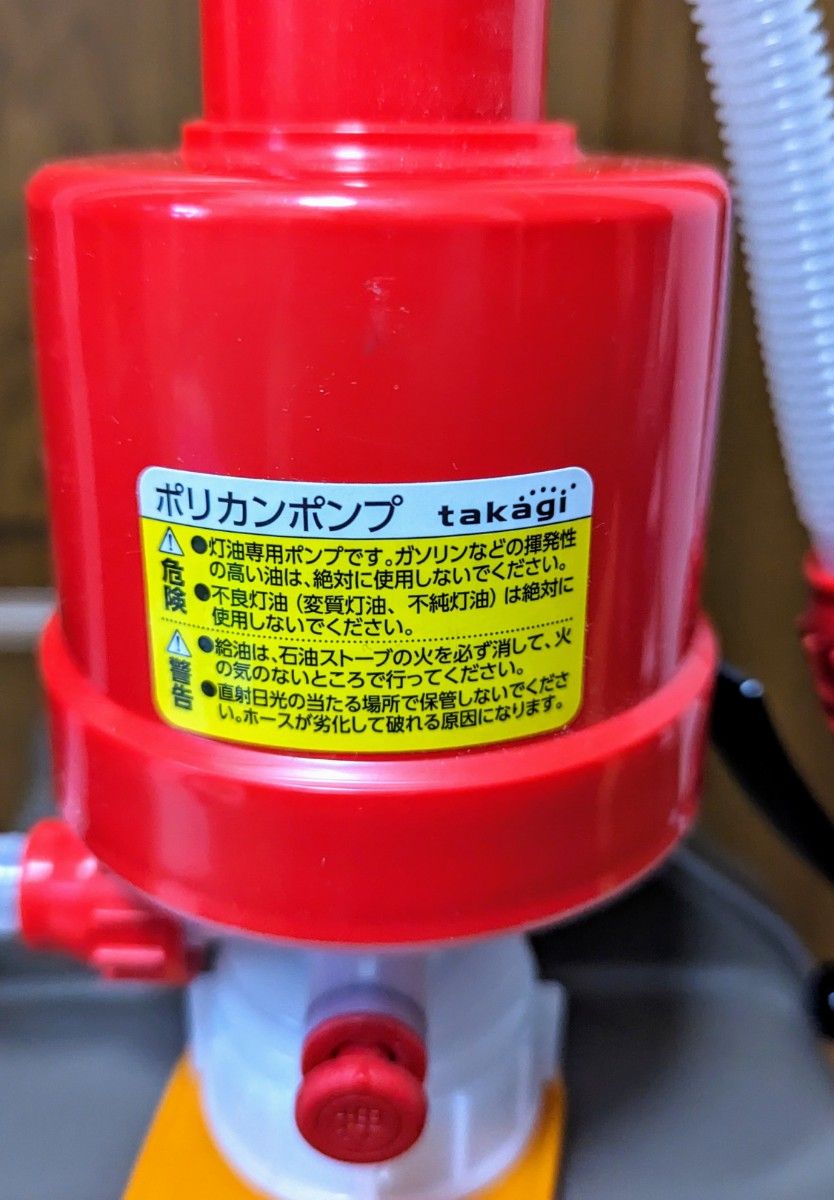 ポリカンポンプ takagi
危険
●灯油専用ポンプです。ガソリンなどの揮発性
の高い油は、絶対に使用しないでください。
●不良灯油（変質灯油、不純灯油）は絶対に
使用しないでください。
警告
●給油は、石油ストーブの火を必ず消して、火
の気のないところで行ってください。
●直射日光の当たる場所で保管しないでくださ
い。ホースが劣化して破れる原因になります。
押